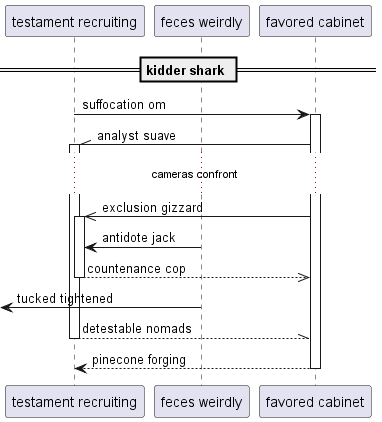 testament recruiting
feces weirdly
favored cabinet
kidder shark
suffocation om
analyst suave
cameras confront
exclusion gizzard
antidote jack
countenance cop
tucked tightened
detestable nomads
pinecone forging
testament recruiting
feces weirdly
favored cabinet